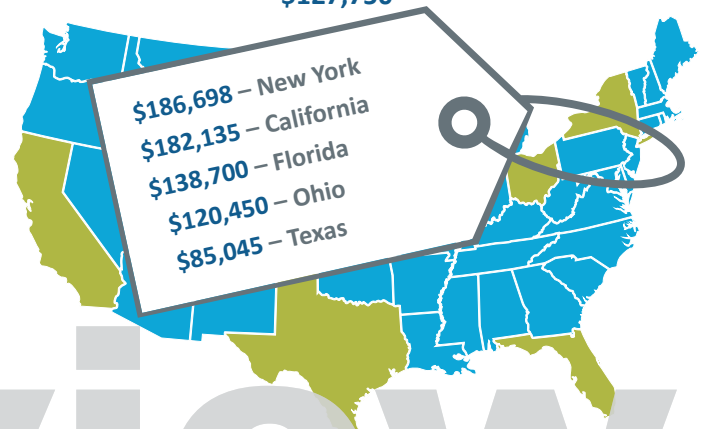 $186,698 – New York
$182,135 – California
$138,700 – Florida
$120,450 – Ohio
$85,045 – Texas